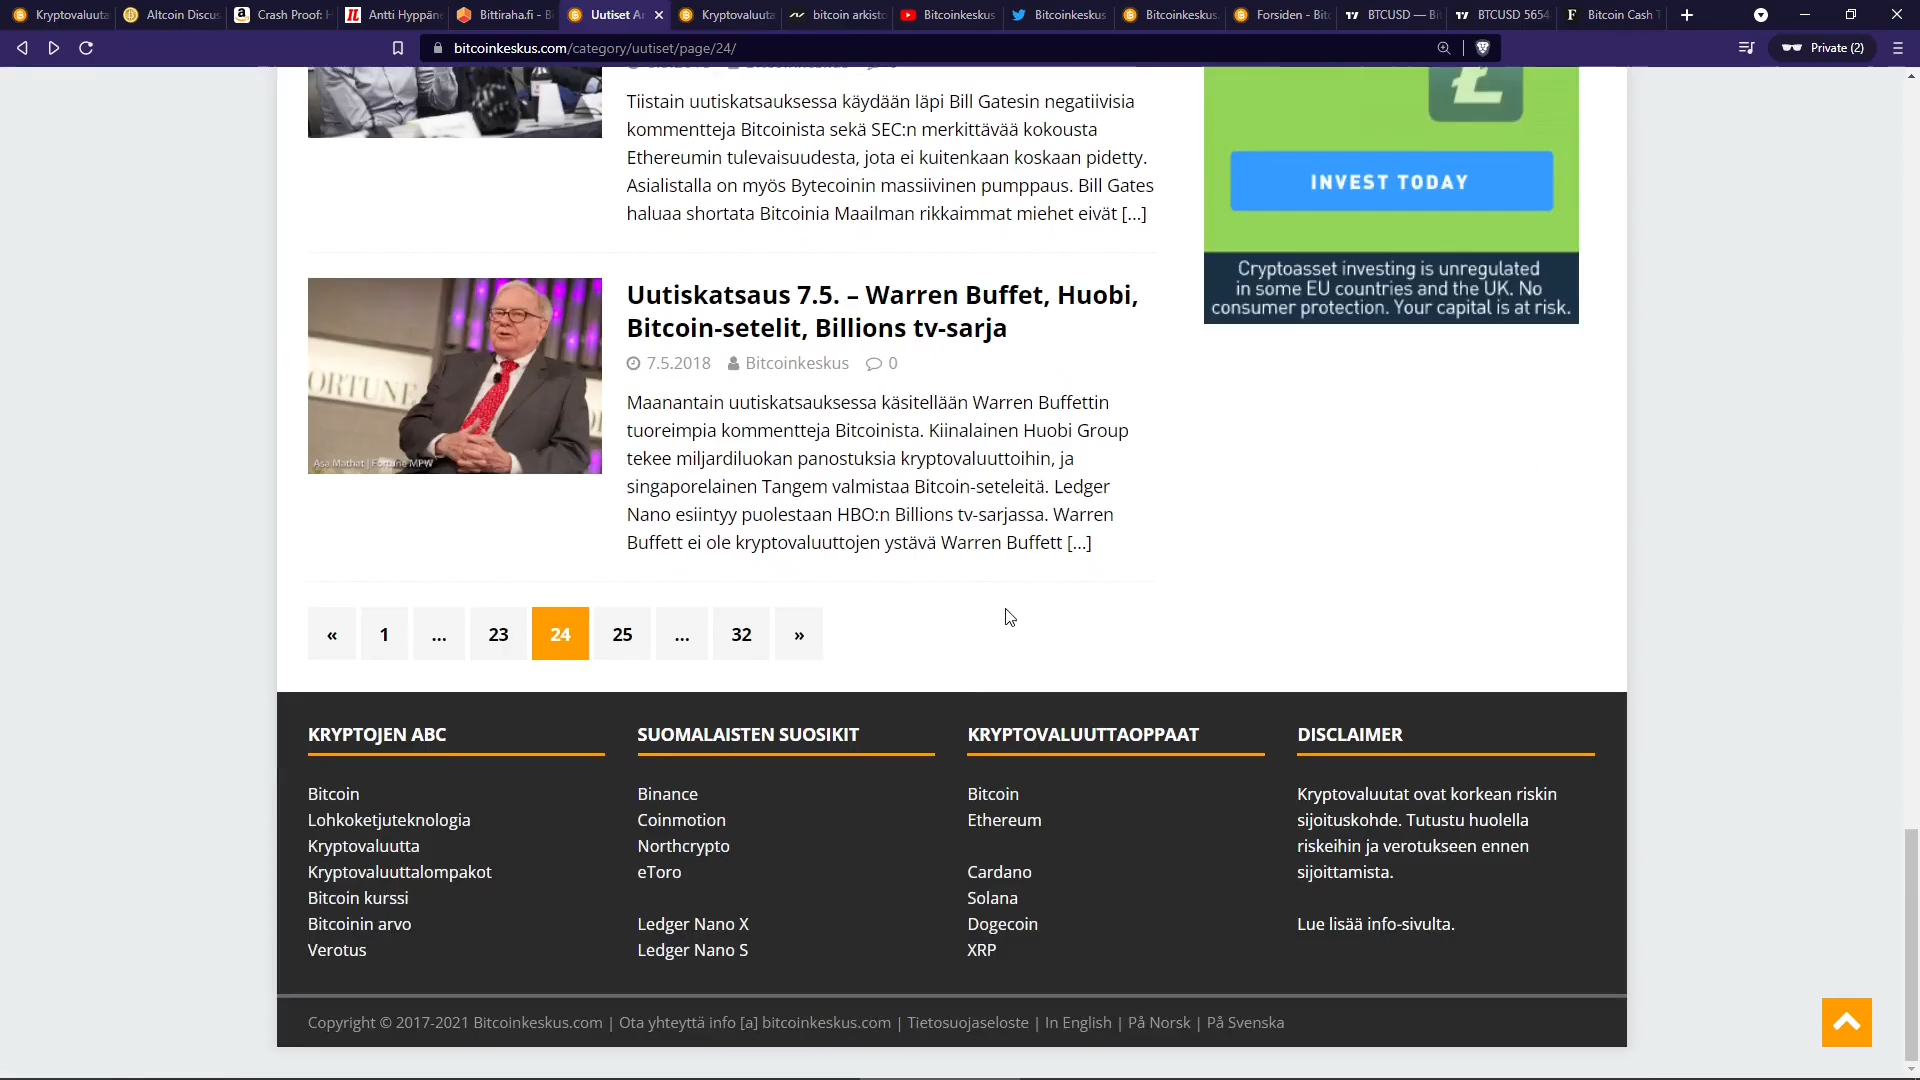 Kryptovaluuta
Altcoin Discus
Crash Proof: H
Antti Hyppän
Bittiraha.fi - B
Uutiset A
Kryptovaluuta
bitcoin arkisto
Bitcoinkeskus
Bitcoinkeskus
Bitcoinkeskus.
Forsiden - Bitc
BTCUSD — Bi
BTCUSD 5654
Bitcoin Cash T
bitcoinkeskus.com/category/uutiset/page/24/
Private (2)
Tiistain uutiskatsauksessa käydään läpi Bill Gatesin negatiivisia
kommentteja Bitcoinista sekä SEC:n merkittävää kokousta
Ethereumin tulevaisuudesta, jota ei kuitenkaan koskaan pidetty.
Asialistalla on myös Bytecoinin massiivinen pumppaus. Bill Gates
haluaa shortata Bitcoinia Maailman rikkaimmat miehet eivät [...]
INVEST TODAY
Cryptoasset investing is unregulated
in some EU countries and the UK. No
consumer protection. Your capital is at risk.
FORTUNE
Asa Mathat | Fortune MPW
Uutiskatsaus 7.5. – Warren Buffet, Huobi,
Bitcoin-setelit, Billions tv-sarja
7.5.2018 Bitcoinkeskus 0
Maanantain uutiskatsauksessa käsitellään Warren Buffettin
tuoreimpia kommentteja Bitcoinista. Kiinalainen Huobi Group
tekee miljardiluokan panostuksia kryptovaluuttoihin, ja
singaporelainen Tangem valmistaa Bitcoin-seteleitä. Ledger
Nano esiintyy puolestaan HBO:n Billions tv-sarjassa. Warren
Buffett ei ole kryptovaluuttojen ystävä Warren Buffett [...]
« 1 ... 23 24 25 ... 32 »
KRYPTOJEN ABC
Bitcoin
Lohkoketjuteknologia
Kryptovaluutta
Kryptovaluuttalompakot
Bitcoin kurssi
Bitcoinin arvo
Verotus
SUOMALAISTEN SUOSIKIT
Binance
Coinmotion
Northcrypto
eToro
Ledger Nano X
Ledger Nano S
KRYPTOVALUUTTAOPPAAT
Bitcoin
Ethereum
Cardano
Solana
Dogecoin
XRP
DISCLAIMER
Kryptovaluutat ovat korkean riskin
sijoituskohde. Tutustu huolella
riskeihin ja verotukseen ennen
sijoittamista.
Lue lisää info-sivulta.
Copyright © 2017-2021 Bitcoinkeskus.com | Ota yhteyttä info [a] bitcoinkeskus.com | Tietosuojaseloste | In English | På Norsk | På Svenska